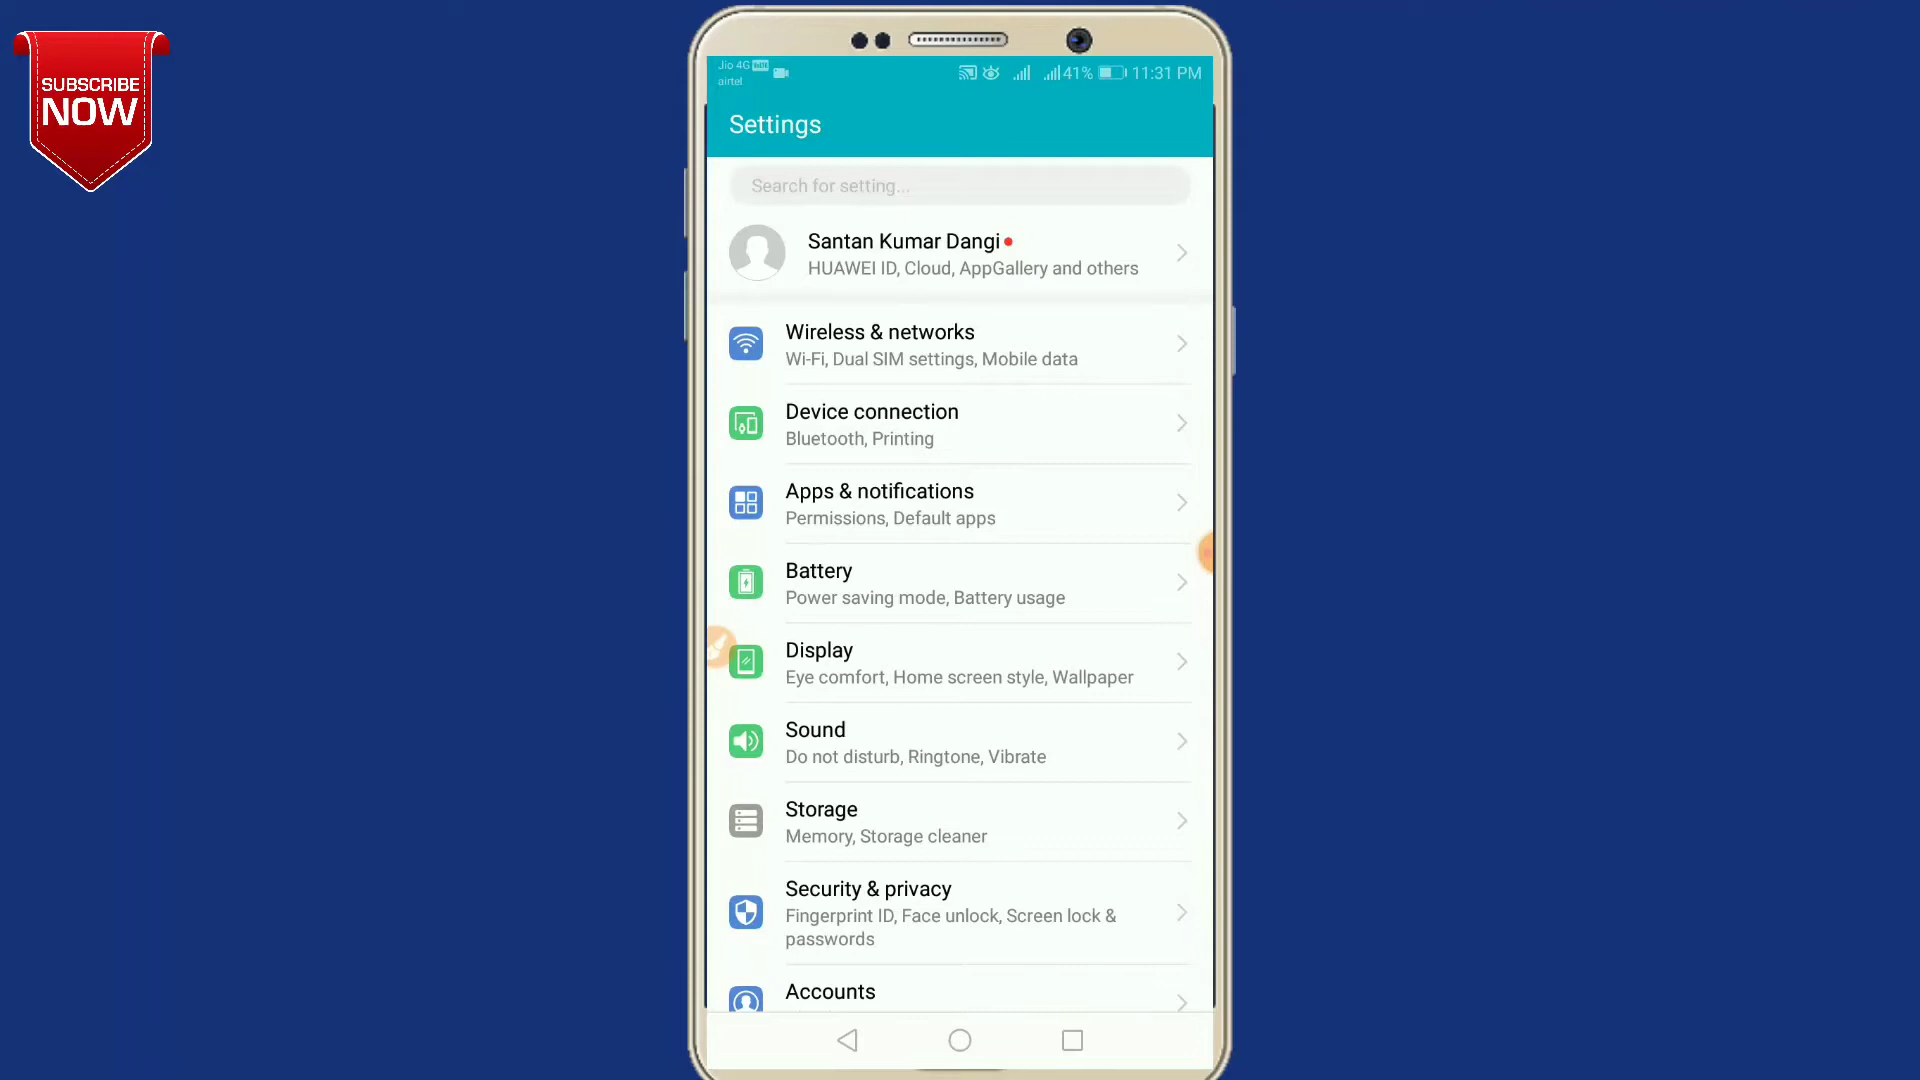 SUBSCRIBE
NOW
Jio 4G VoLTE
airtel
41% 11:31 PM
Settings
Search for setting...
Santan Kumar Dangi
HUAWEI ID, Cloud, AppGallery and others
Wireless & networks
Wi-Fi, Dual SIM settings, Mobile data
Device connection
Bluetooth, Printing
Apps & notifications
Permissions, Default apps
Battery
Power saving mode, Battery usage
Display
Eye comfort, Home screen style, Wallpaper
Sound
Do not disturb, Ringtone, Vibrate
Storage
Memory, Storage cleaner
Security & privacy
Fingerprint ID, Face unlock, Screen lock &
passwords
Accounts